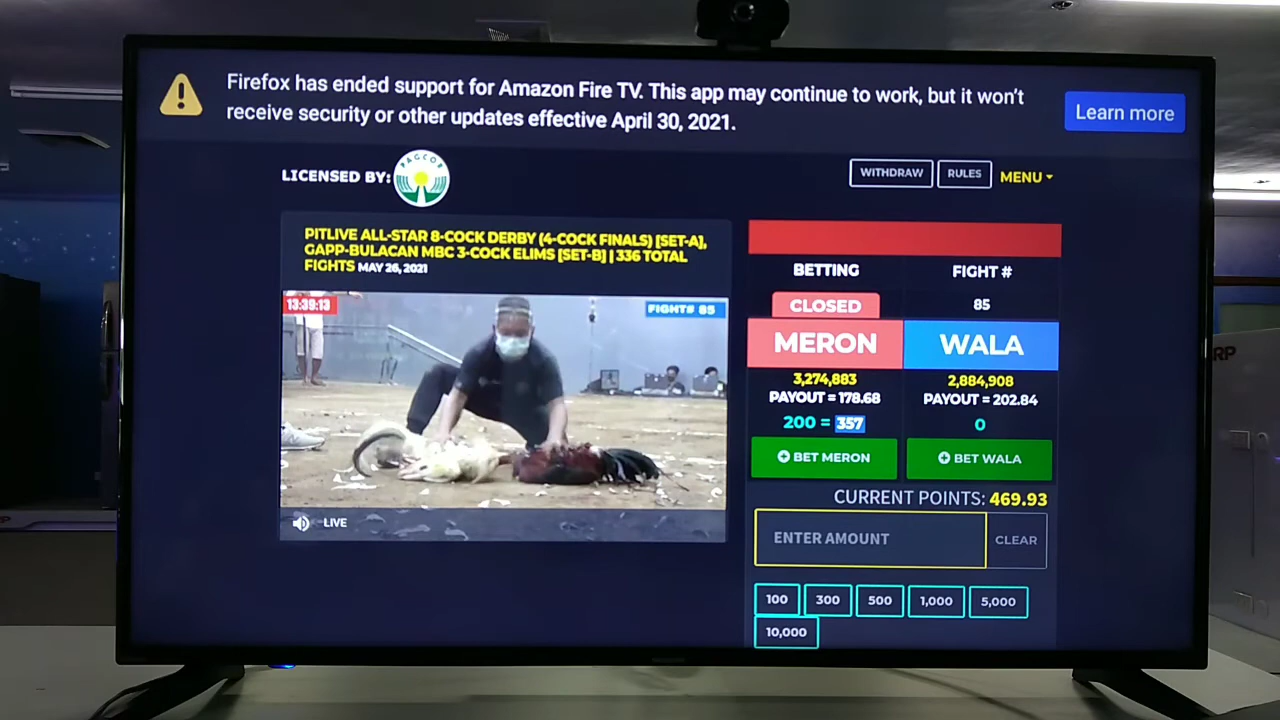 Firefox has ended support for Amazon Fire TV. This app may continue to work, but it won't
receive security or other updates effective April 30, 2021.
Learn more
LICENSED BY:
PAGCOR
WITHDRAW
RULES
MENU
PITLIVE ALL-STAR 8-COCK DERBY (4-COCK FINALS) [SET-A],
GAPP-BULACAN MBC 3-COCK ELIMS [SET-B] | 336 TOTAL
FIGHTS MAY 26, 2021
13:39:13
FIGHT# 85
LIVE
BETTING
FIGHT #
CLOSED
85
MERON
WALA
3,274,883
2,884,908
PAYOUT = 178.68
PAYOUT = 202.84
200 = 357
0
BET MERON
BET WALA
CURRENT POINTS: 469.93
ENTER AMOUNT
CLEAR
100
300
500
1,000
5,000
10,000